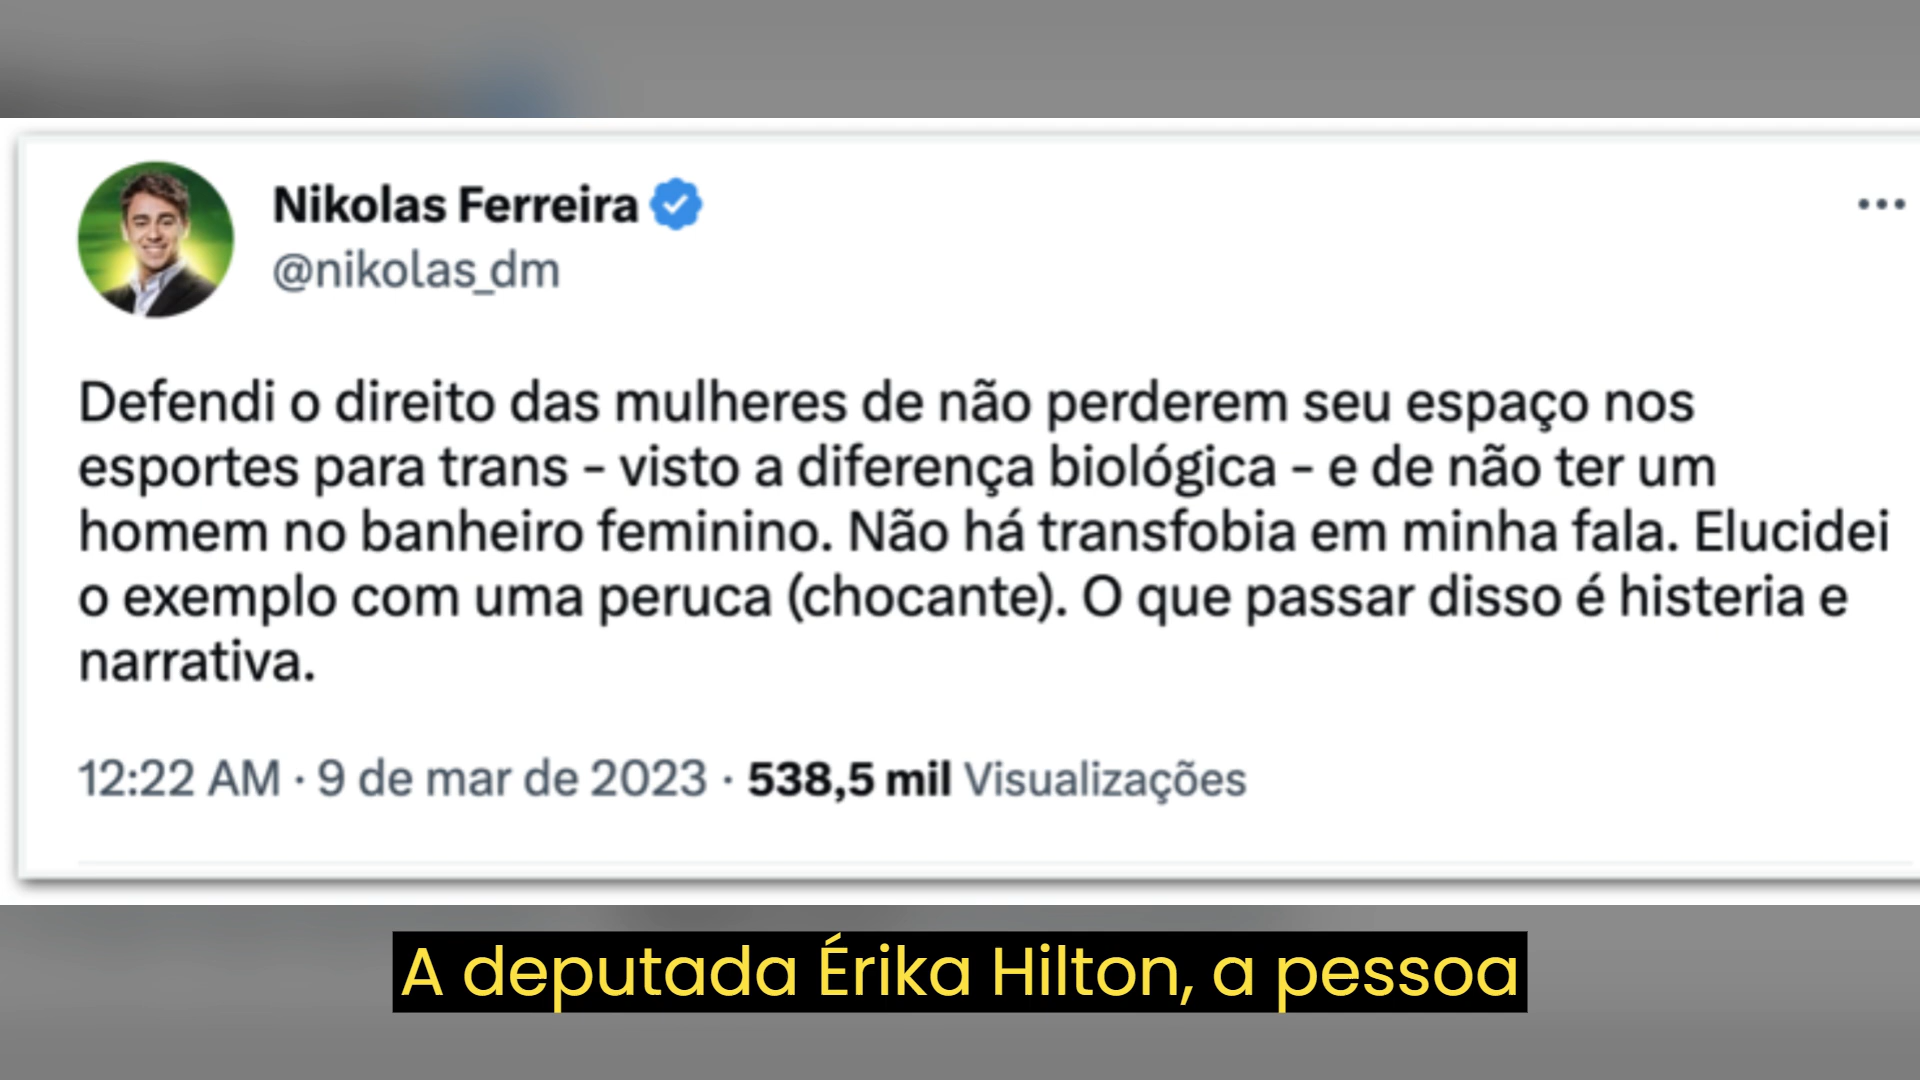 Nikolas Ferreira
@nikolas_dm
Defendi o direito das mulheres de não perderem seu espaço nos
esportes para trans – visto a diferença biológica – e de não ter um
homem no banheiro feminino. Não há transfobia em minha fala. Elucidei
o exemplo com uma peruca (chocante). O que passar disso é histeria e
narrativa.
12:22 AM · 9 de mar de 2023 · 538,5 mil Visualizações
A deputada Érika Hilton, a pessoa